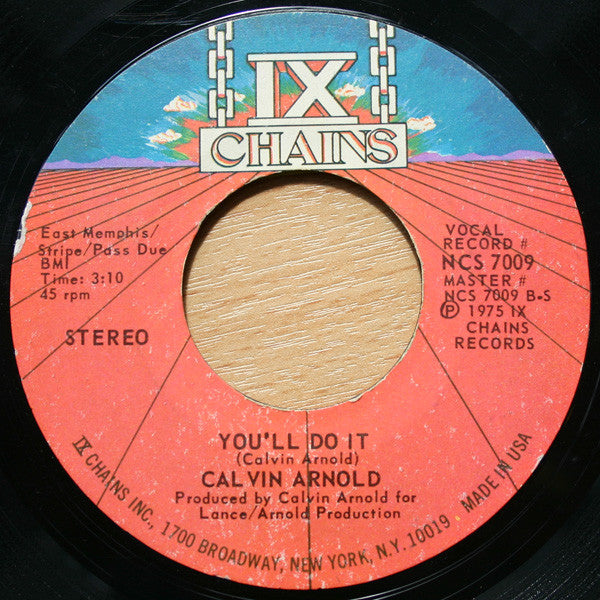 IX
CHAINS
East Memphis/
Stripe/Pass Due
BMI
Time: 3:10
45 rpm
STEREO
VOCAL
RECORD #
NCS 7009
MASTER #
NCS 7009 B-S
Ⓟ 1975 IX
CHAINS
RECORDS
YOU'LL DO IT
(Calvin Arnold)
CALVIN ARNOLD
Produced by Calvin Arnold for
Lance/Arnold Production
IX CHAINS INC., 1700 BROADWAY, NEW YORK, N.Y. 10019 MADE IN USA